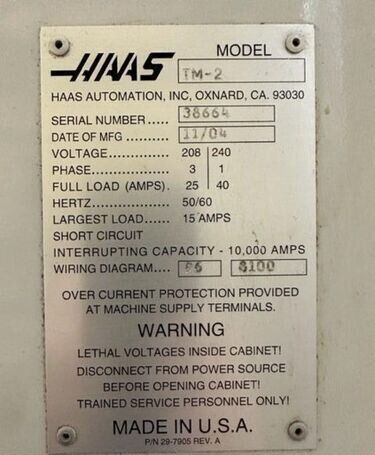 HAAS MODEL
TM-2
HAAS AUTOMATION, INC, OXNARD, CA. 93030
SERIAL NUMBER ..... 38664
DATE OF MFG ........... 11/04
VOLTAGE............... 208 | 240
PHASE.................... 3 | 1
FULL LOAD (AMPS). 25 | 40
HERTZ.................... 50/60
LARGEST LOAD...... 15 AMPS
SHORT CIRCUIT
INTERRUPTING CAPACITY - 10,000 AMPS
WIRING DIAGRAM..... 8100
OVER CURRENT PROTECTION PROVIDED
AT MACHINE SUPPLY TERMINALS.
WARNING
LETHAL VOLTAGES INSIDE CABINET!
DISCONNECT FROM POWER SOURCE
BEFORE OPENING CABINET!
TRAINED SERVICE PERSONNEL ONLY!
MADE IN U.S.A.
P/N 29-7905 REV. A